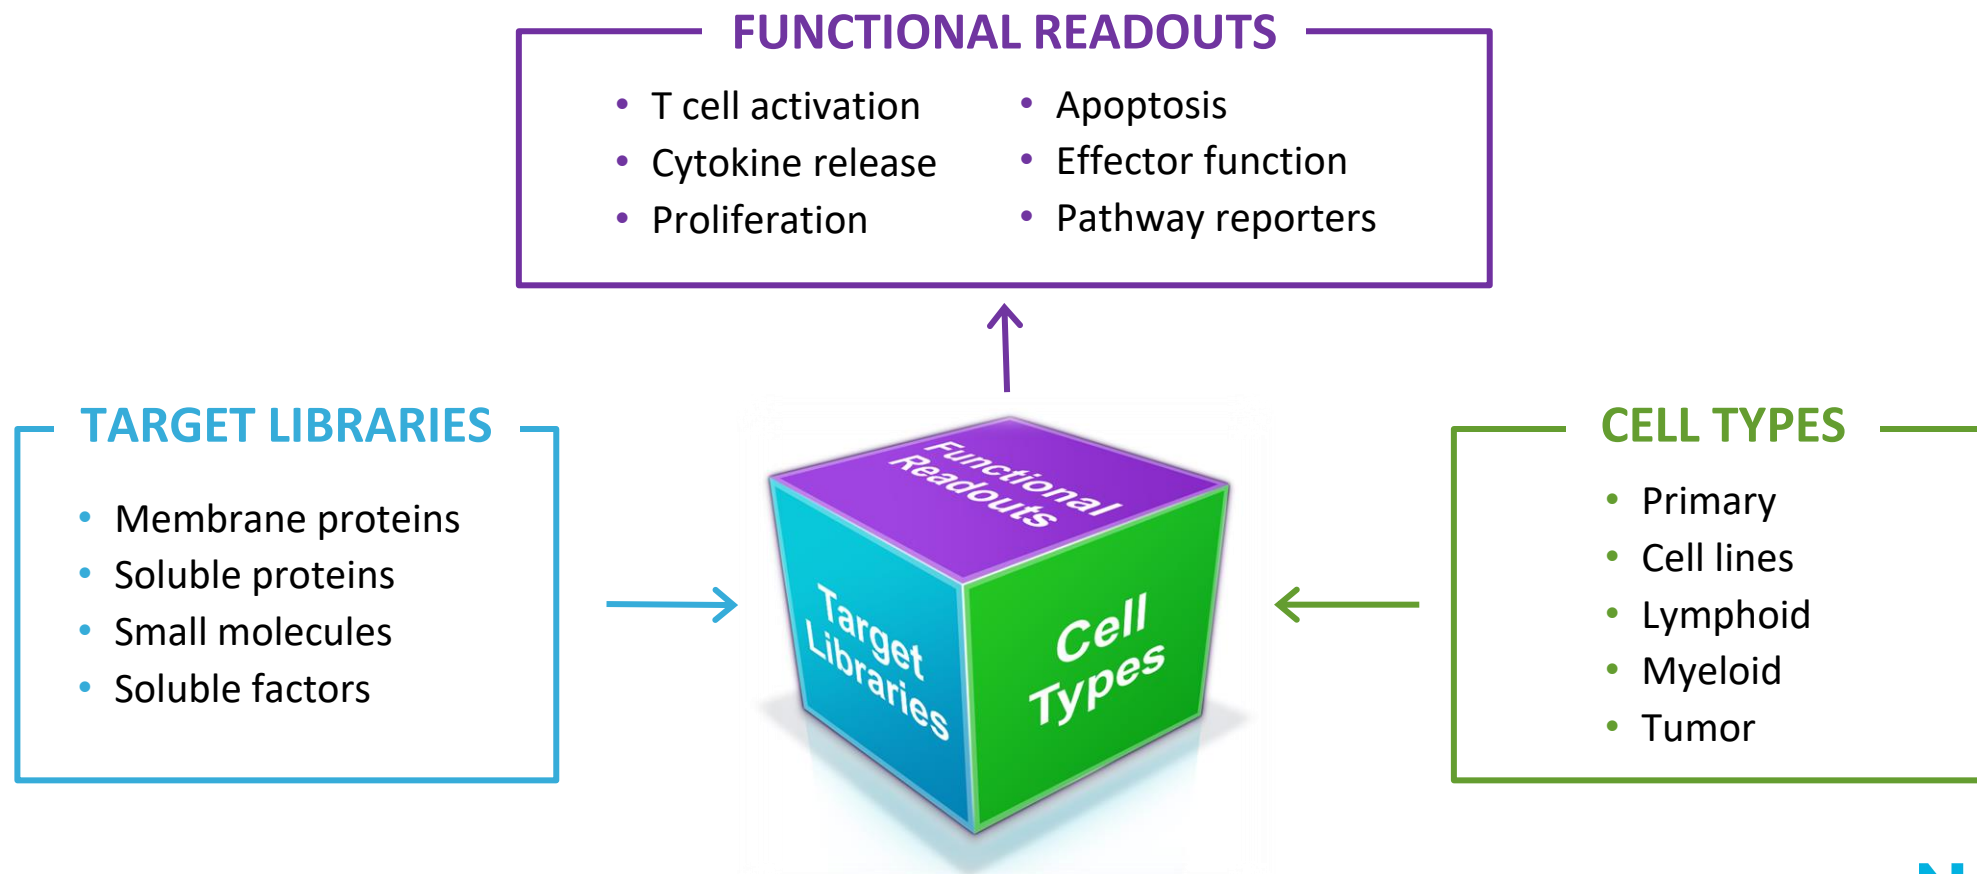 FUNCTIONAL READOUTS
• T cell activation
• Cytokine release
• Proliferation
• Apoptosis
• Effector function
• Pathway reporters
TARGET LIBRARIES
• Membrane proteins
• Soluble proteins
• Small molecules
• Soluble factors
Functional
Readouts
Target
Libraries
Cell
Types
CELL TYPES
• Primary
• Cell lines
• Lymphoid
• Myeloid
• Tumor